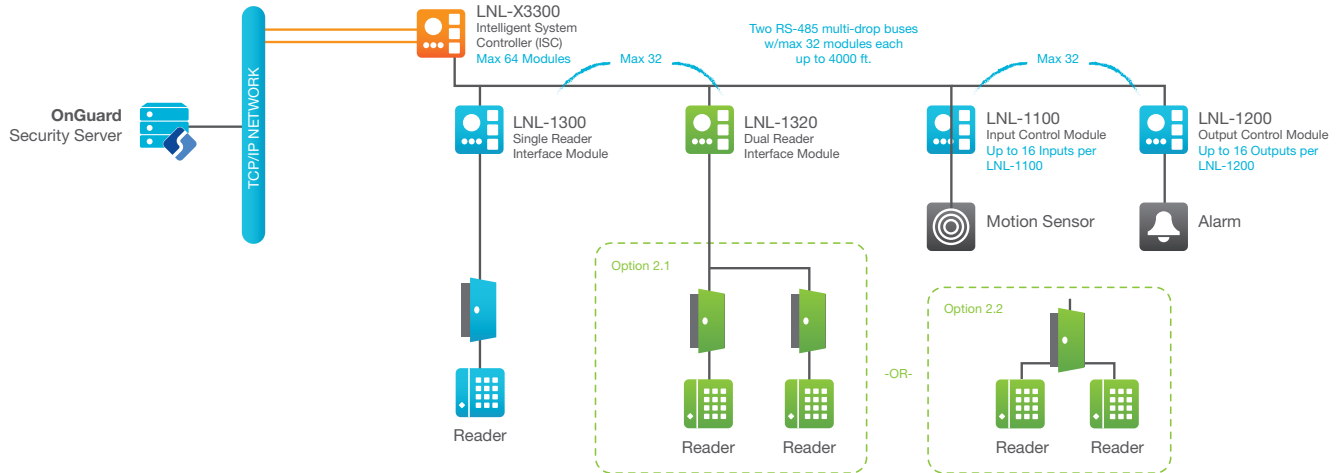 LNL-X3300
Intelligent System
Controller (ISC)
Max 64 Modules
Two RS-485 multi-drop buses
w/max 32 modules each
up to 4000 ft.
Max 32
Max 32
OnGuard
Security Server
TCP/IP NETWORK
LNL-1300
Single Reader
Interface Module
LNL-1320
Dual Reader
Interface Module
LNL-1100
Input Control Module
Up to 16 Inputs per
LNL-1100
LNL-1200
Output Control Module
Up to 16 Outputs per
LNL-1200
Motion Sensor
Alarm
Option 2.1
Option 2.2
-OR-
Reader
Reader
Reader
Reader
Reader